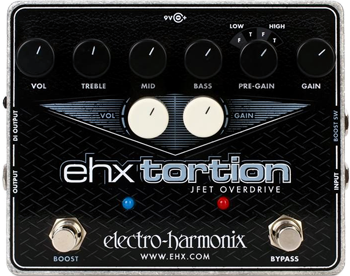 9V
LOW F T F T HIGH
VOL TREBLE MID BASS PRE-GAIN GAIN
VOL GAIN
DI OUTPUT
BOOST SW
ehx tortion
JFET OVERDRIVE
OUTPUT
INPUT
electro-harmonix
WWW.EHX.COM
BOOST
BYPASS